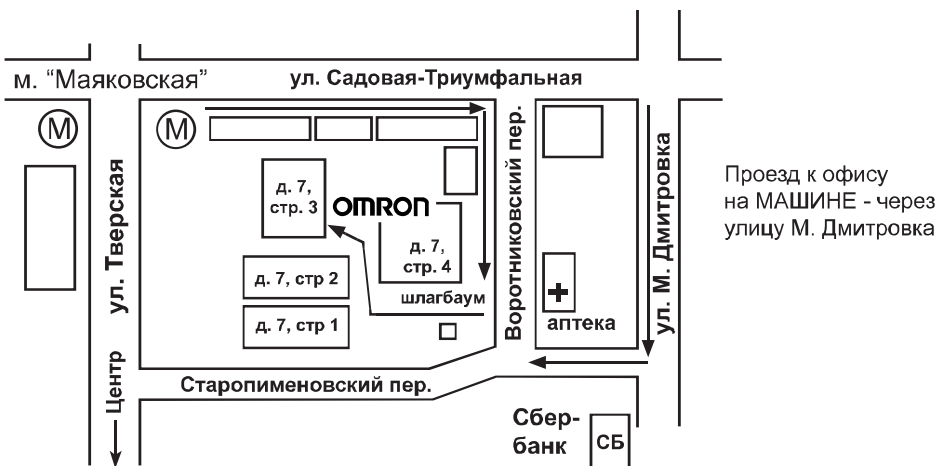 м. “Маяковская”
ул. Садовая-Триумфальная
М
М
ул. Тверская
Центр
д. 7,
стр. 3
OMRON
д. 7,
стр. 4
д. 7, стр 2
д. 7, стр 1
шлагбаум
Воротниковский пер.
аптека
ул. М. Дмитровка
Старопименовский пер.
Сбер-
банк
СБ
Проезд к офису
на МАШИНЕ - через
улицу М. Дмитровка